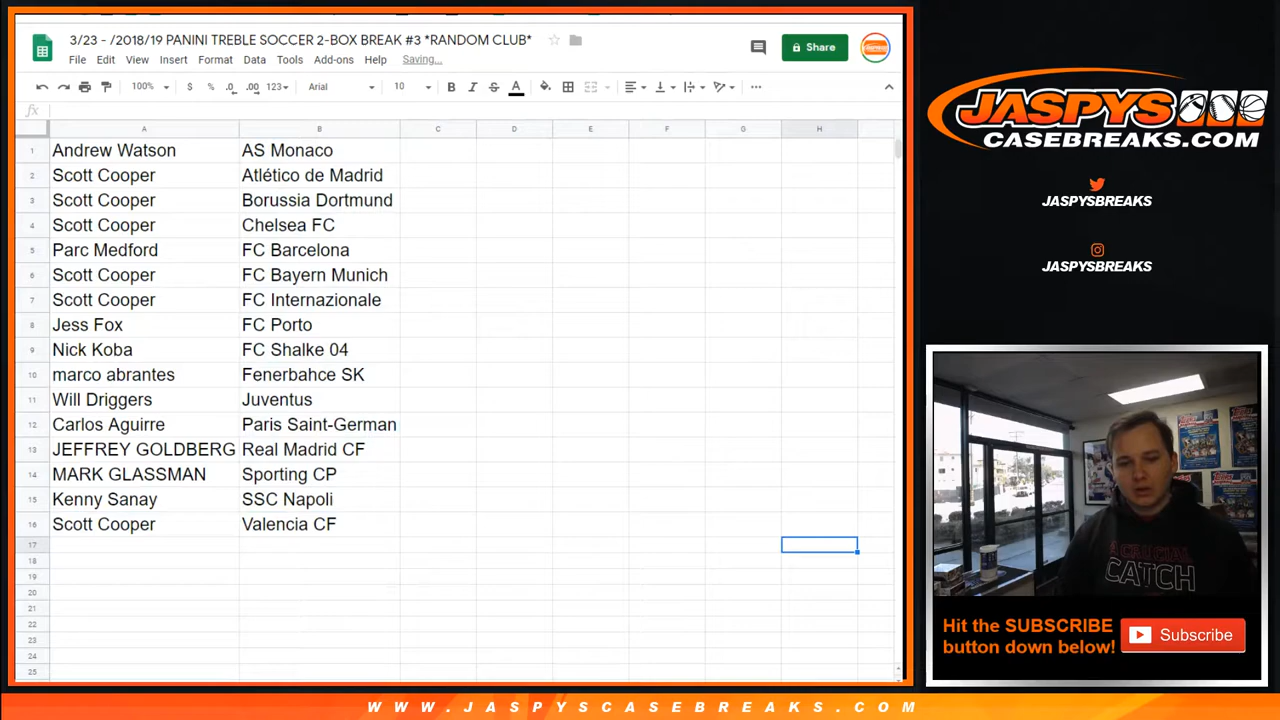 3/23 - /2018/19 PANINI TREBLE SOCCER 2-BOX BREAK #3 *RANDOM CLUB*
File Edit View Insert Format Data Tools Add-ons Help Saving...
Share
100% $ % .0 .00 123 Arial 10 B I S A
fx
A B C D E F G H
1 Andrew Watson AS Monaco
2 Scott Cooper Atlético de Madrid
3 Scott Cooper Borussia Dortmund
4 Scott Cooper Chelsea FC
5 Parc Medford FC Barcelona
6 Scott Cooper FC Bayern Munich
7 Scott Cooper FC Internazionale
8 Jess Fox FC Porto
9 Nick Koba FC Shalke 04
10 marco abrantes Fenerbahce SK
11 Will Driggers Juventus
12 Carlos Aguirre Paris Saint-German
13 JEFFREY GOLDBERG Real Madrid CF
14 MARK GLASSMAN Sporting CP
15 Kenny Sanay SSC Napoli
16 Scott Cooper Valencia CF
17
18
19
20
21
22
23
24
25
JASPYS
CASEBREAKS.COM
JASPYSBREAKS
JASPYSBREAKS
A CRUCIAL
CATCH
Topps
Hit the SUBSCRIBE
button down below!
Subscribe
WWW.JASPYSCASEBREAKS.COM